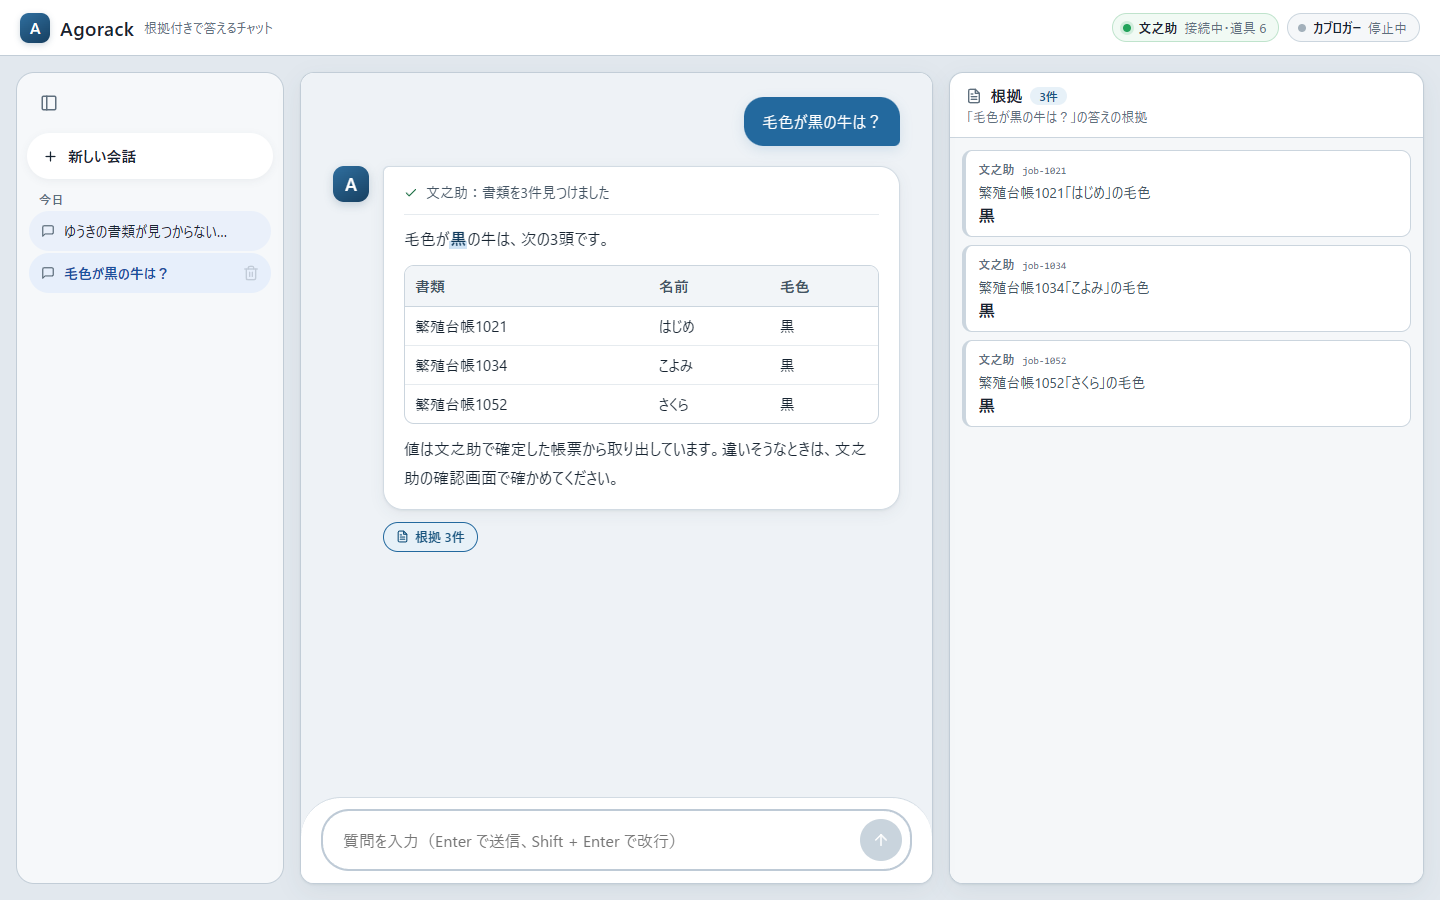 A Agorack 根拠付きで答えるチャット
文之助 接続中・道具 6
カブロガー 停止中
新しい会話
今日
ゆうきの書類が見つからない...
毛色が黒の牛は？
毛色が黒の牛は？
A
文之助：書類を3件見つけました
毛色が黒の牛は、次の3頭です。
書類 名前 毛色
繁殖台帳1021 はじめ 黒
繁殖台帳1034 こよみ 黒
繁殖台帳1052 さくら 黒
値は文之助で確定した帳票から取り出しています。違いそうなときは、文之
助の確認画面で確かめてください。
根拠 3件
質問を入力（Enter で送信、Shift + Enter で改行）
根拠 3件
「毛色が黒の牛は？」の答えの根拠
文之助 job-1021
繁殖台帳1021「はじめ」の毛色
黒
文之助 job-1034
繁殖台帳1034「こよみ」の毛色
黒
文之助 job-1052
繁殖台帳1052「さくら」の毛色
黒